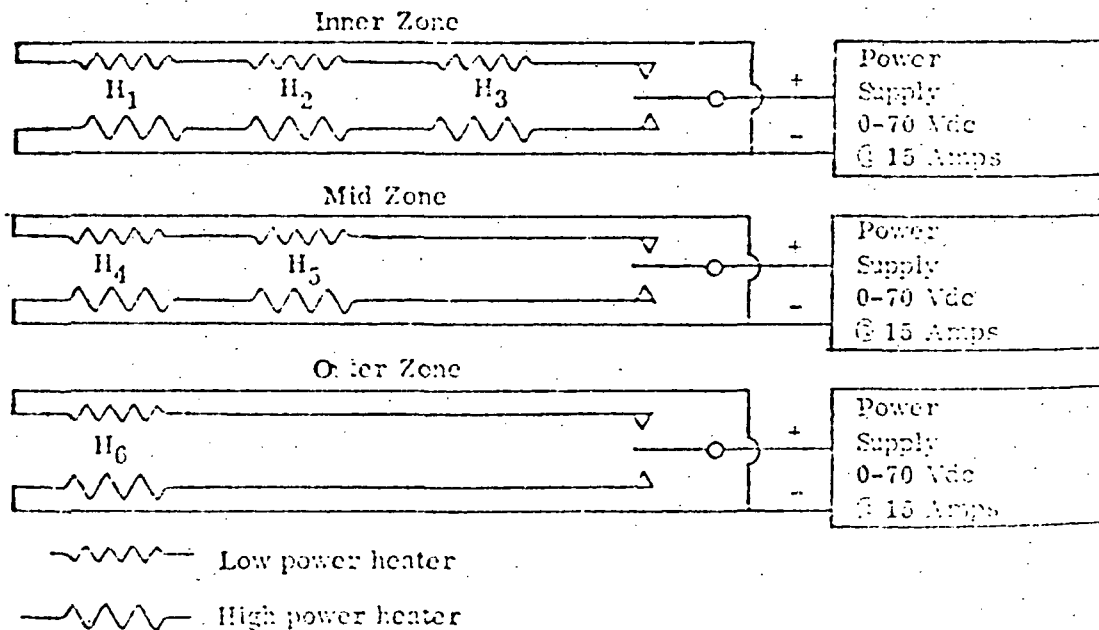 Inner Zone
H1 H2 H3
+
-
Power
Supply
0-70 Vdc
@ 15 Amps
Mid Zone
H4 H5
+
-
Power
Supply
0-70 Vdc
@ 15 Amps
Zone
H6
+
-
Power
Supply
0-70 Vdc
@ 15 Amps
Low power heater
High power heater